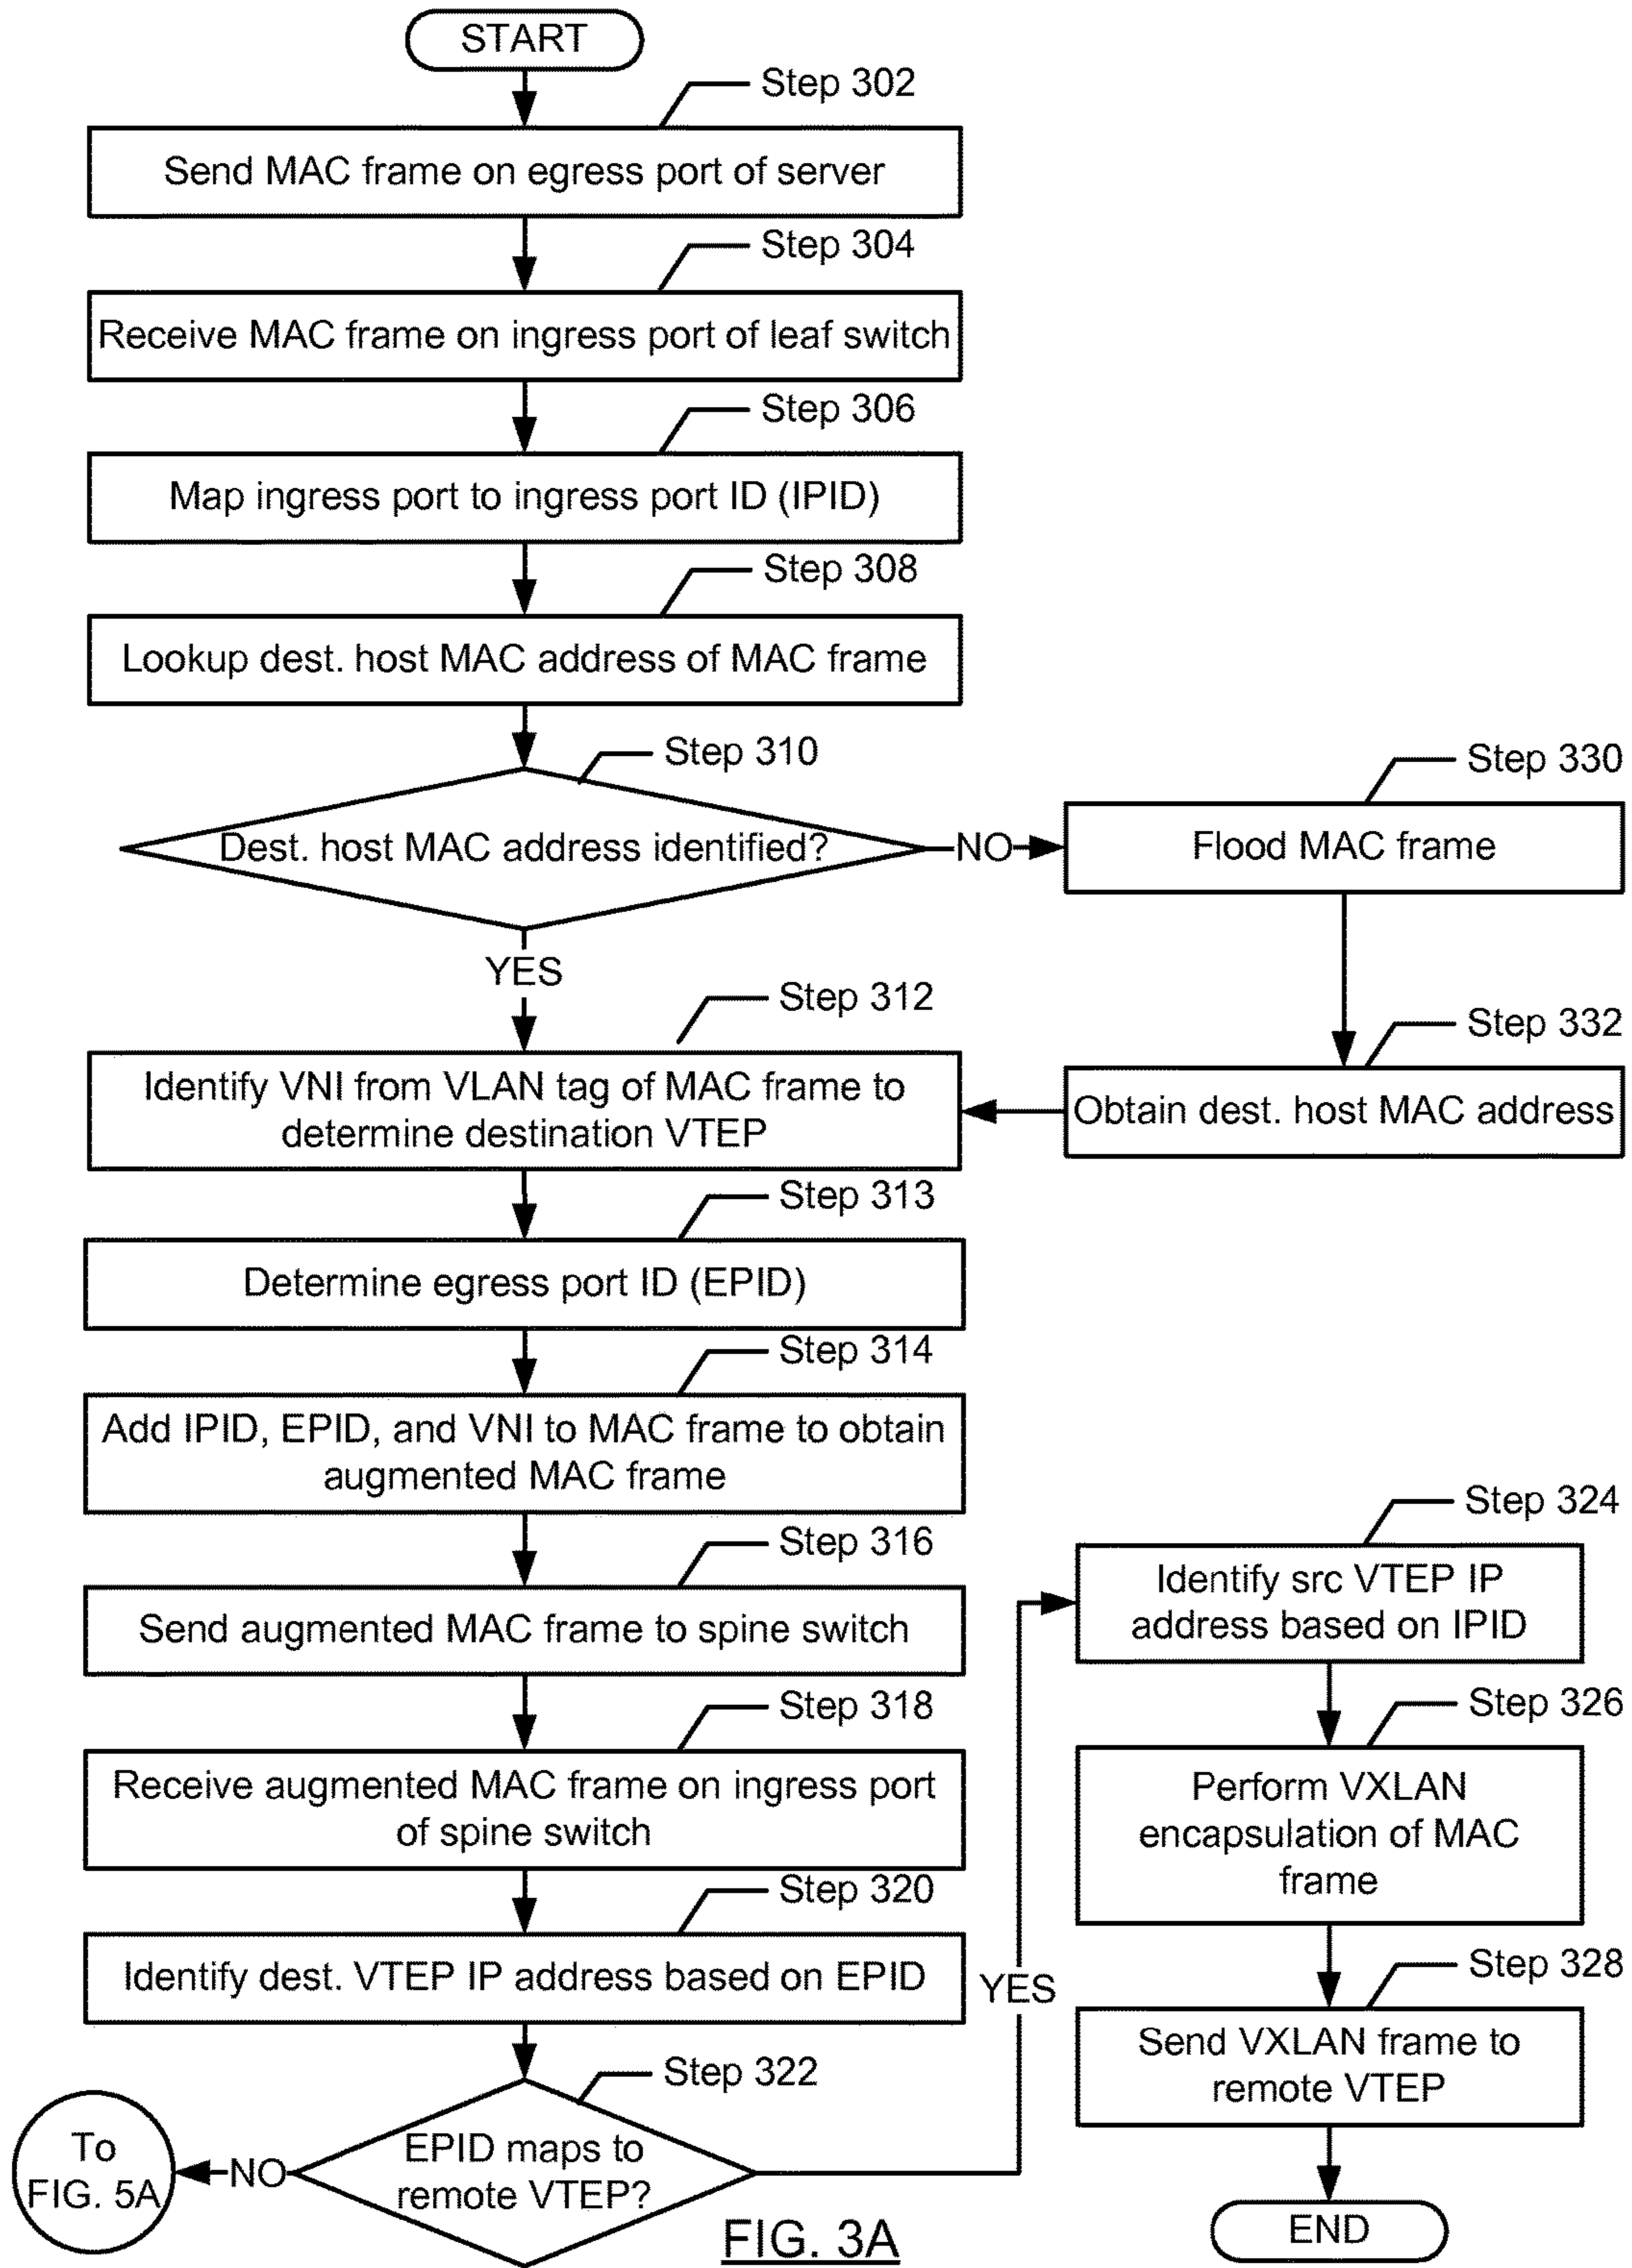 START
Step 302
Send MAC frame on egress port of server
Step 304
Receive MAC frame on ingress port of leaf switch
Step 306
Map ingress port to ingress port ID (IPID)
Step 308
Lookup dest. host MAC address of MAC frame
Step 310
Dest. host MAC address identified?
NO
Step 330
Flood MAC frame
YES
Step 332
Obtain dest. host MAC address
Step 312
Identify VNI from VLAN tag of MAC frame to
determine destination VTEP
Step 313
Determine egress port ID (EPID)
Step 314
Add IPID, EPID, and VNI to MAC frame to obtain
augmented MAC frame
Step 316
Send augmented MAC frame to spine switch
Step 318
Receive augmented MAC frame on ingress port
of spine switch
Step 320
Identify dest. VTEP IP address based on EPID
Step 322
EPID maps to
remote VTEP?
NO
To
FIG. 5A
YES
Step 324
Identify src VTEP IP
address based on IPID
Step 326
Perform VXLAN
encapsulation of MAC
frame
Step 328
Send VXLAN frame to
remote VTEP
END
FIG. 3A